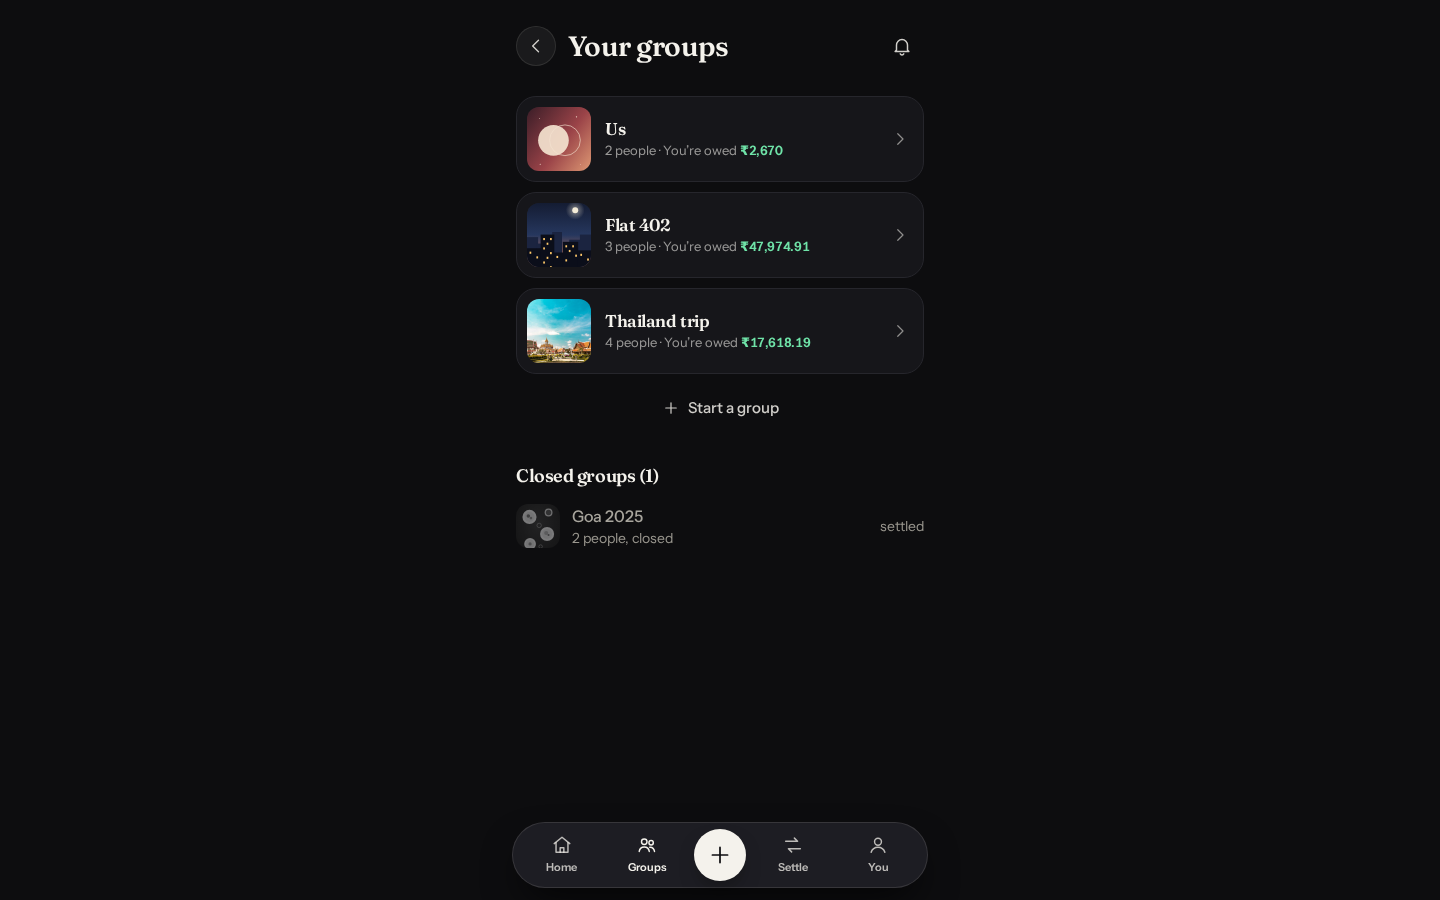 Your groups
Us
2 people · You're owed ₹2,670
Flat 402
3 people · You're owed ₹47,974.91
Thailand trip
4 people · You're owed ₹17,618.19
Start a group
Closed groups (1)
Goa 2025
2 people, closed
settled
Home
Groups
Settle
You